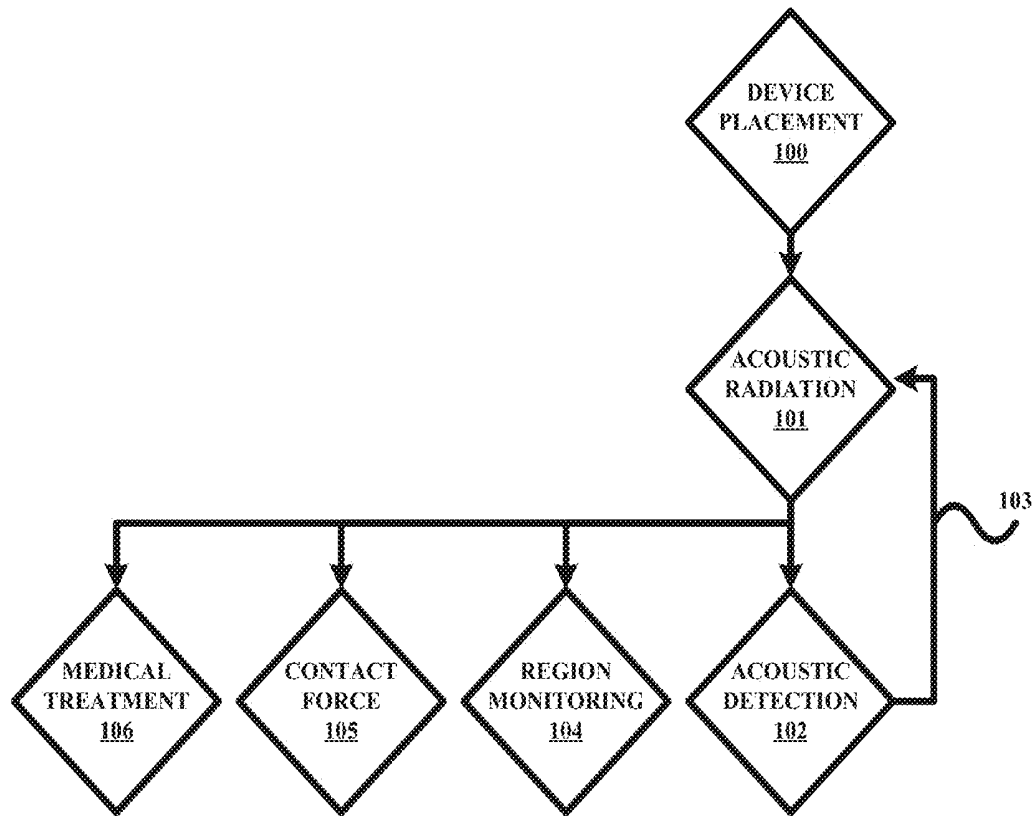 DEVICE
PLACEMENT
100
ACOUSTIC
RADIATION
101
103
MEDICAL
TREATMENT
106
CONTACT
FORCE
105
REGION
MONITORING
104
ACOUSTIC
DETECTION
102